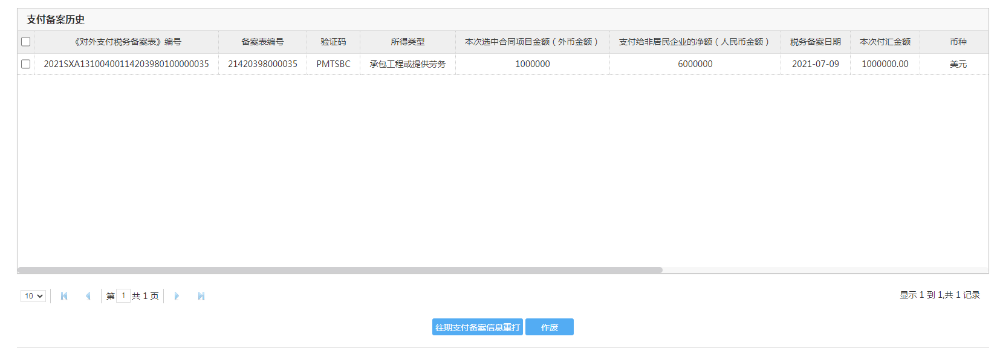 支付备案历史
《对外支付税务备案表》编号 备案表编号 验证码 所得类型 本次选中合同项目金额（外币金额） 支付给非居民企业的净额（人民币金额） 税务备案日期 本次付汇金额 币种
2021SXA13100400114203980100000035 21420398000035 PMTSBC 承包工程或提供劳务 1000000 6000000 2021-07-09 1000000.00 美元
10 第 1 共 1 页 显示 1 到 1,共 1 记录
往期支付备案信息重打 作废